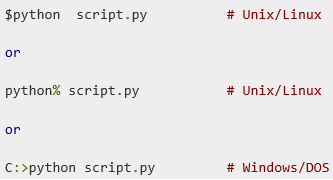 $python  script.py          # Unix/Linux
or
python% script.py           # Unix/Linux
or
C:>python script.py         # Windows/DOS